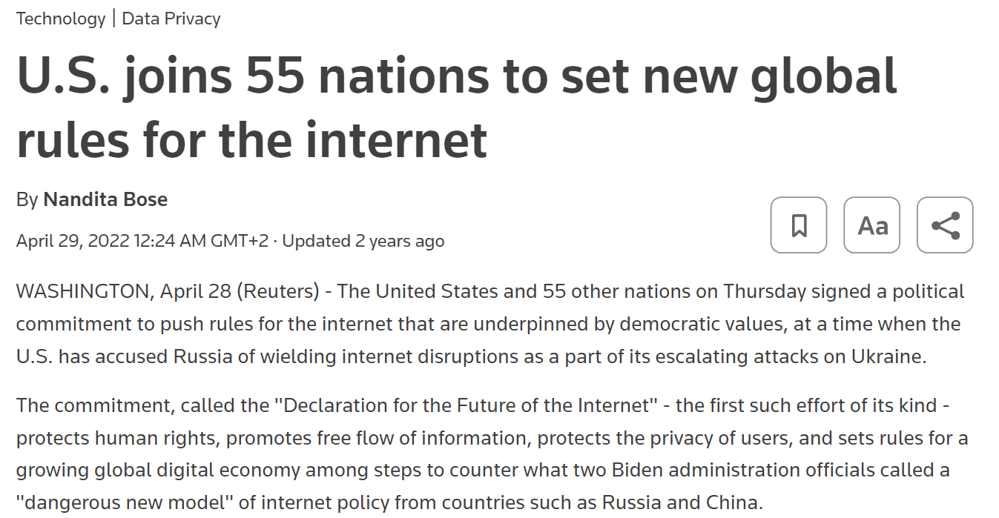 Technology | Data Privacy
U.S. joins 55 nations to set new global
rules for the internet
By Nandita Bose
April 29, 2022 12:24 AM GMT+2 · Updated 2 years ago
Aa
WASHINGTON, April 28 (Reuters) - The United States and 55 other nations on Thursday signed a political
commitment to push rules for the internet that are underpinned by democratic values, at a time when the
U.S. has accused Russia of wielding internet disruptions as a part of its escalating attacks on Ukraine.
The commitment, called the "Declaration for the Future of the Internet" - the first such effort of its kind -
protects human rights, promotes free flow of information, protects the privacy of users, and sets rules for a
growing global digital economy among steps to counter what two Biden administration officials called a
"dangerous new model" of internet policy from countries such as Russia and China.